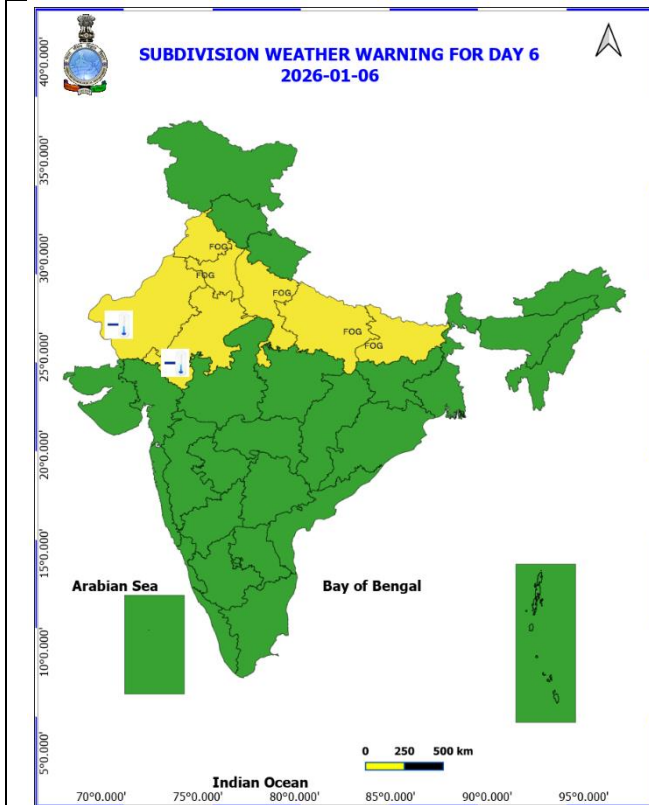 SUBDIVISION WEATHER WARNING FOR DAY 6
2026-01-06
40°0.000'
35°0.000'
30°0.000'
25°0.000'
20°0.000'
15°0.000'
10°0.000'
5°0.000'
FOG
FOG
FOG
FOG
FOG
Arabian Sea
Bay of Bengal
0 250 500 km
Indian Ocean
70°0.000' 75°0.000' 80°0.000' 85°0.000' 90°0.000' 95°0.000'